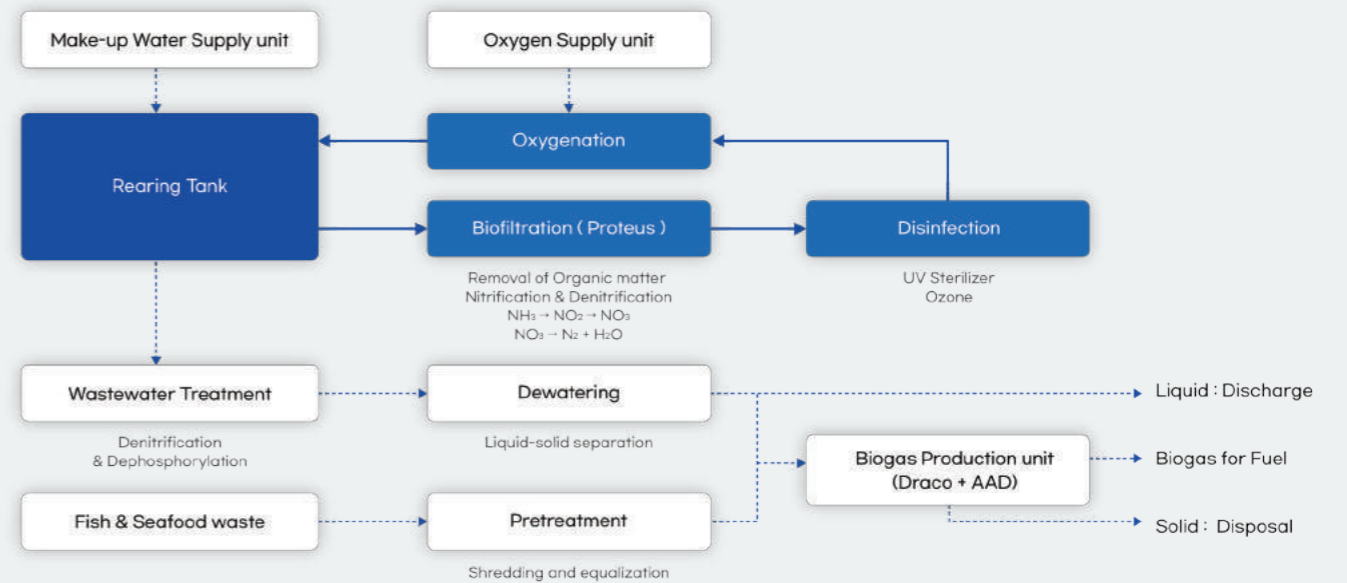 Make-up Water Supply unit
Oxygen Supply unit
Oxygenation
Rearing Tank
Biofiltration ( Proteus )
Disinfection
Removal of Organic matter
Nitrification & Denitrification
NH₃ → NO₂ → NO₃
NO₃ → N₂ + H₂O
UV Sterilizer
Ozone
Wastewater Treatment
Dewatering
Liquid : Discharge
Denitrification
& Dephosphorylation
Liquid-solid separation
Biogas Production unit
(Draco + AAD)
Biogas for Fuel
Fish & Seafood waste
Pretreatment
Solid : Disposal
Shredding and equalization